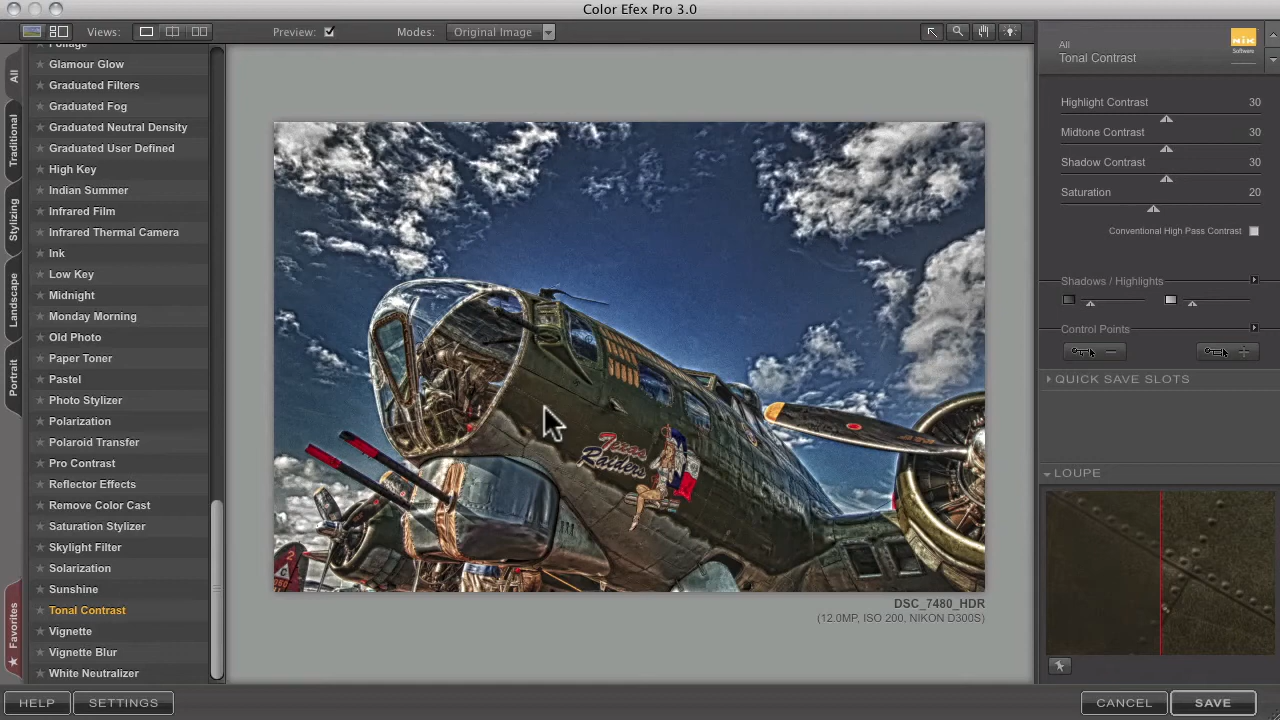 Color Efex Pro 3.0
Views:
Preview:
Modes:
Original Image
All
Traditional
Stylizing
Landscape
Portrait
Favorites
Foliage
Glamour Glow
Graduated Filters
Graduated Fog
Graduated Neutral Density
Graduated User Defined
High Key
Indian Summer
Infrared Film
Infrared Thermal Camera
Ink
Low Key
Midnight
Monday Morning
Old Photo
Paper Toner
Pastel
Photo Stylizer
Polarization
Polaroid Transfer
Pro Contrast
Reflector Effects
Remove Color Cast
Saturation Stylizer
Skylight Filter
Solarization
Sunshine
Tonal Contrast
Vignette
Vignette Blur
White Neutralizer
Texas
Raiders
2
DSC_7480_HDR
(12.0MP, ISO 200, NIKON D300S)
All
Tonal Contrast
nik
Software
Highlight Contrast 30
Midtone Contrast 30
Shadow Contrast 30
Saturation 20
Conventional High Pass Contrast
Shadows / Highlights
Control Points
QUICK SAVE SLOTS
LOUPE
HELP
SETTINGS
CANCEL
SAVE